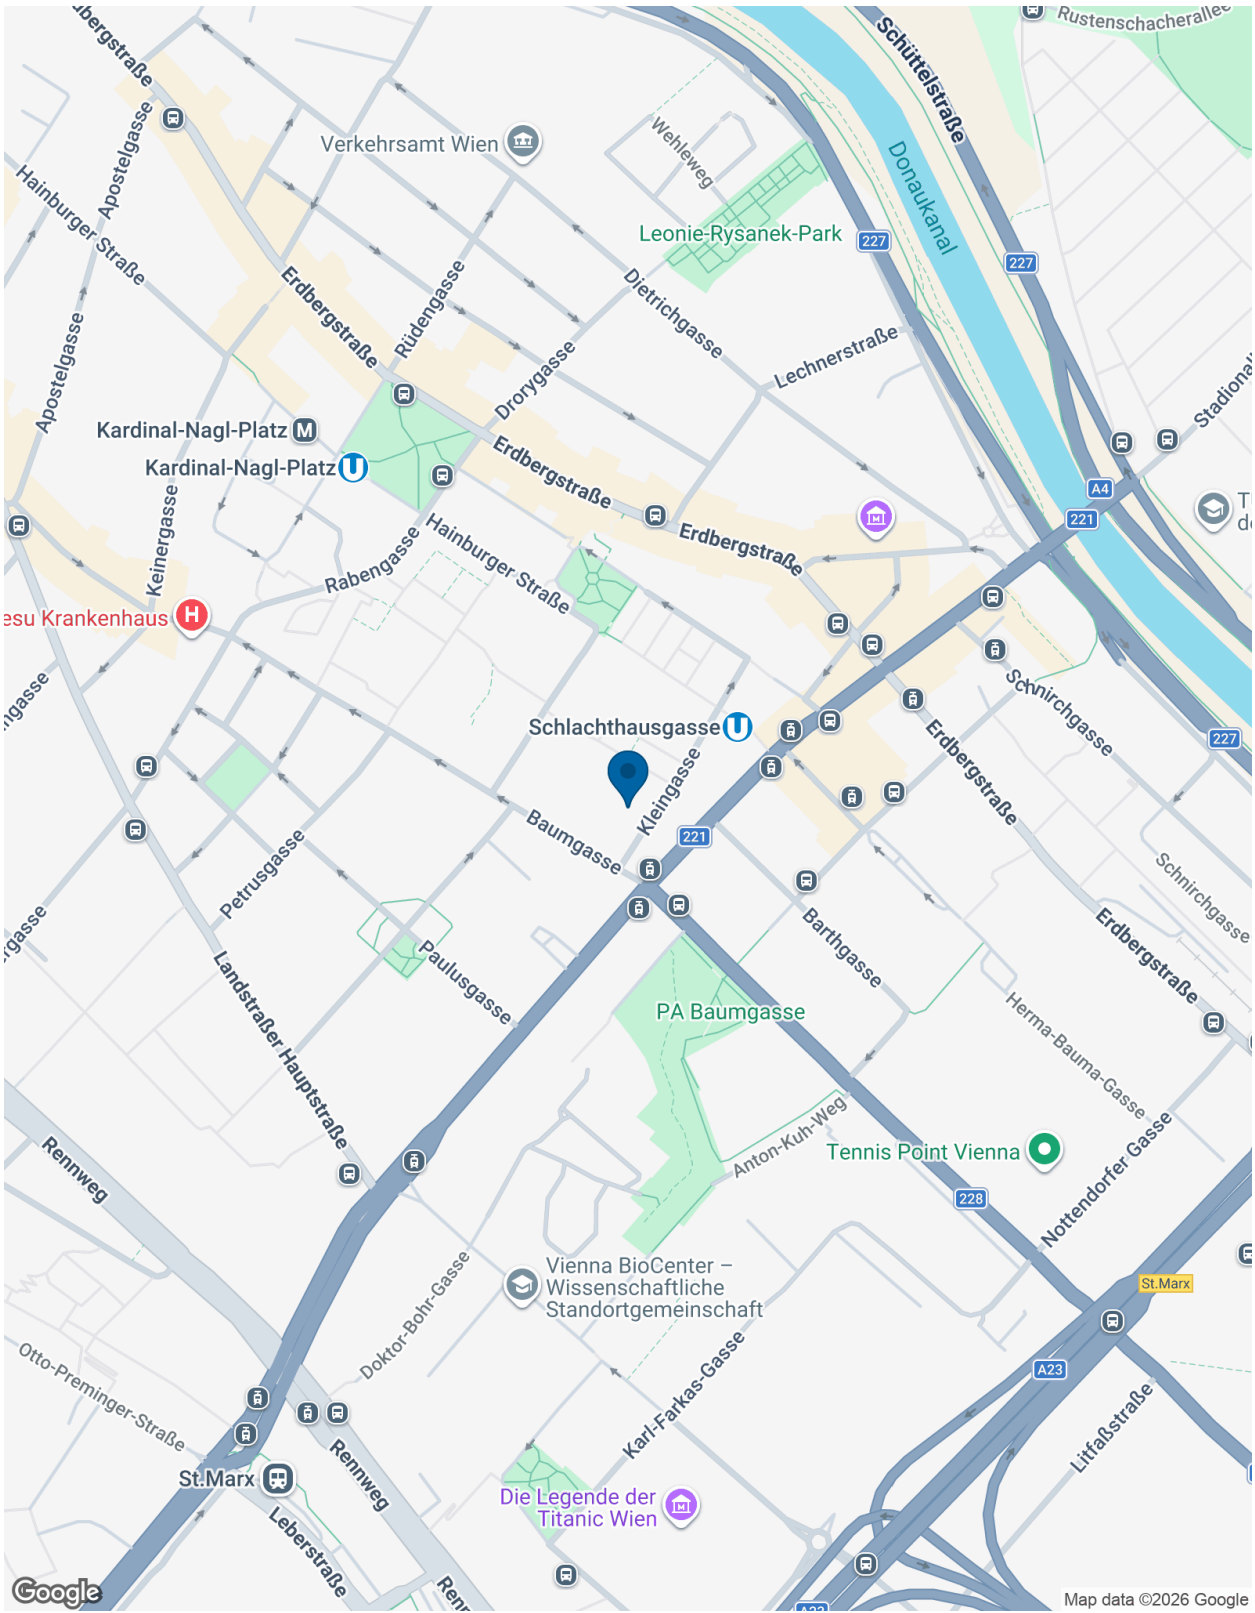 Rustenschacherallee
Erdbergstraße
Schüttelstraße
Apostelgasse
Verkehrsamt Wien
Wehleweg
Donaukanal
Hainburger Straße
Leonie-Rysanek-Park
227
227
Erdbergstraße
Rüdengasse
Dietrichgasse
Apostelgasse
Lechnerstraße
Drorygasse
Kardinal-Nagl-Platz
M
Kardinal-Nagl-Platz
U
Erdbergstraße
A4
221
Keinergasse
Hainburger Straße
Erdbergstraße
M
Rabengasse
esu Krankenhaus
H
ngasse
Schnirchgasse
Schlachthausgasse
U
227
Erdbergstraße
Kleingasse
Baumgasse
221
Petrusgasse
Schnirchgasse
Barthgasse
Erdbergstraße
Paulusgasse
Landstraßer Hauptstraße
PA Baumgasse
Herma-Bauma-Gasse
Rennweg
Anton-Kuh-Weg
Tennis Point Vienna
Nottendorfer Gasse
228
Vienna BioCenter –
Wissenschaftliche
Standortgemeinschaft
St.Marx
Doktor-Bohr-Gasse
A23
Otto-Preminger-Straße
Karl-Farkas-Gasse
Litfaßstraße
Rennweg
St.Marx
Die Legende der
Titanic Wien
M
Leberstraße
Google
Map data ©2026 Google